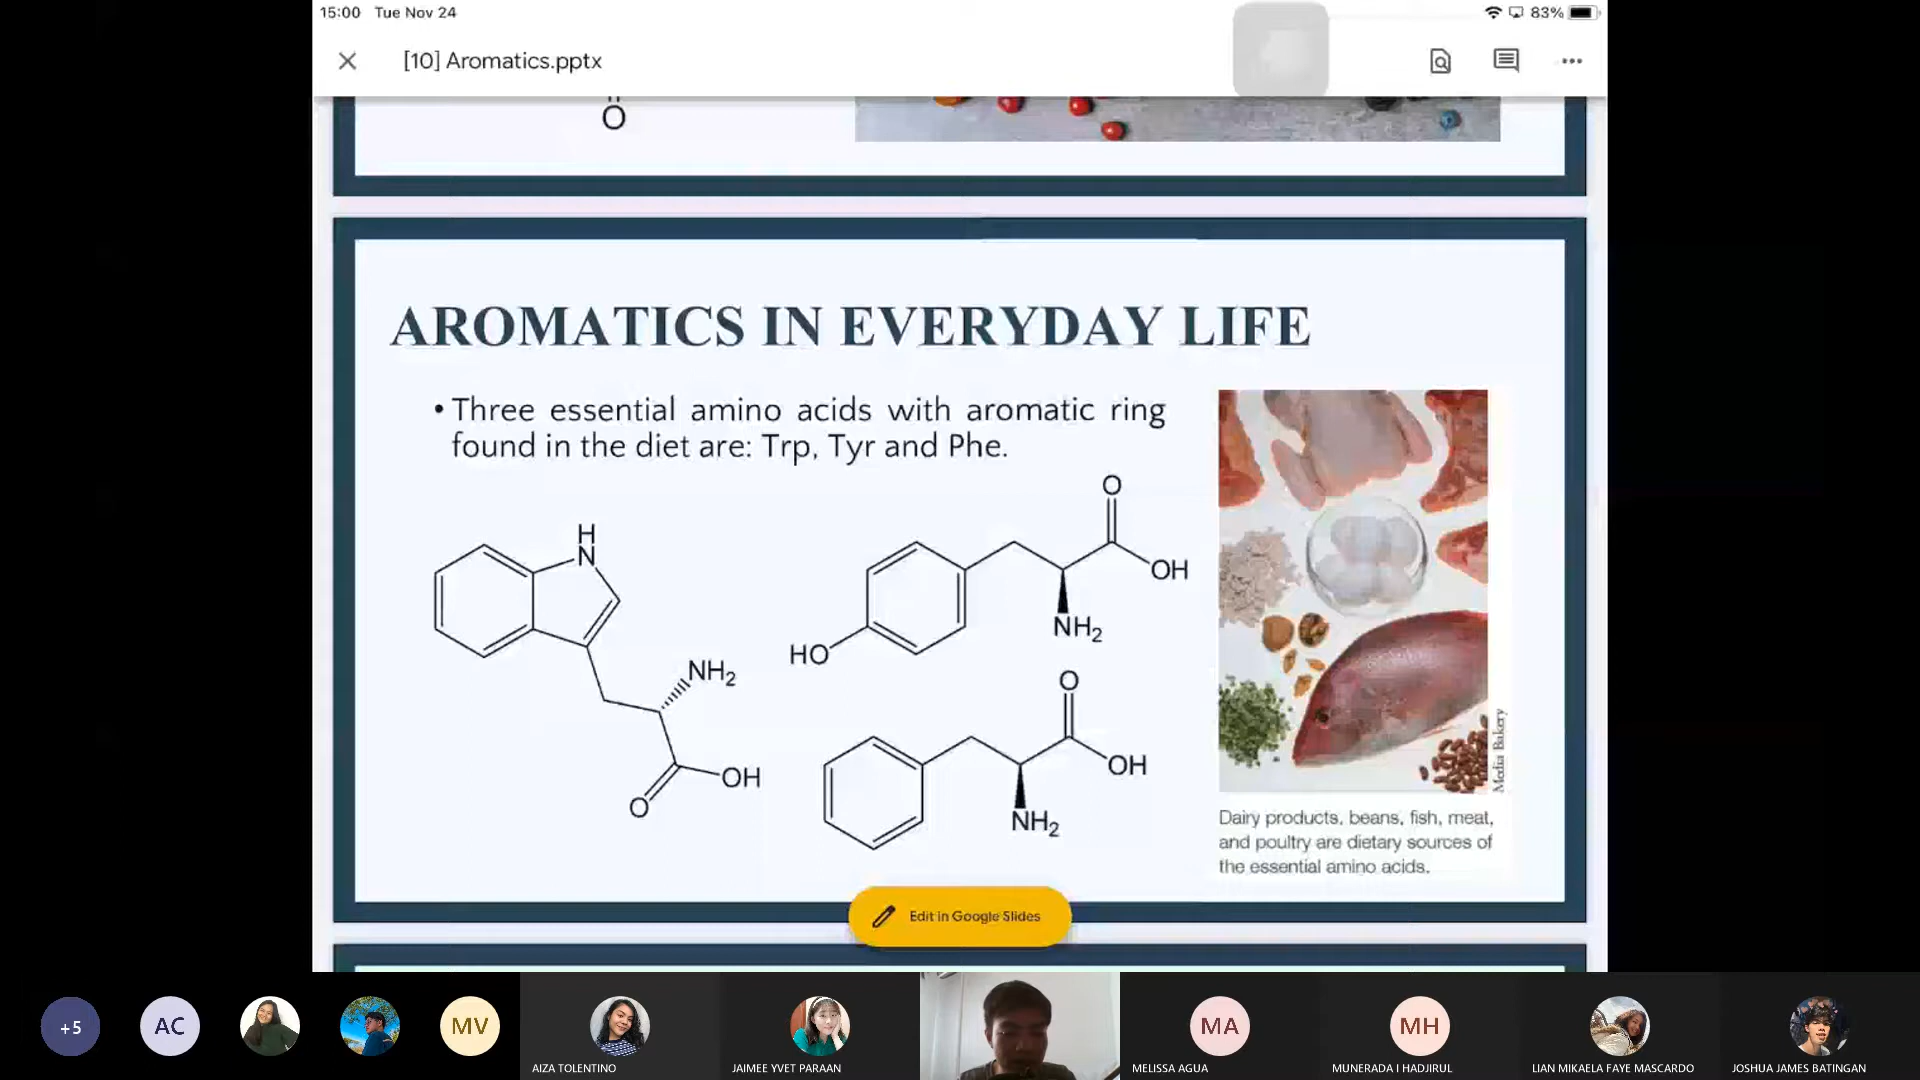 15:00 Tue Nov 24
83%
[10] Aromatics.pptx
O
AROMATICS IN EVERYDAY LIFE
• Three essential amino acids with aromatic ring
found in the diet are: Trp, Tyr and Phe.
H
N
NH2
OH
O
O
OH
NH2
HO
O
OH
NH2
Media Bakery
Dairy products, beans, fish, meat,
and poultry are dietary sources of
the essential amino acids.
Edit in Google Slides
+5
AC
MV
AIZA TOLENTINO
JAIMEE YVET PARAAN
MA
MELISSA AGUA
MH
MUNERADA I HADJIRUL
LIAN MIKAELA FAYE MASCARDO
JOSHUA JAMES BATINGAN